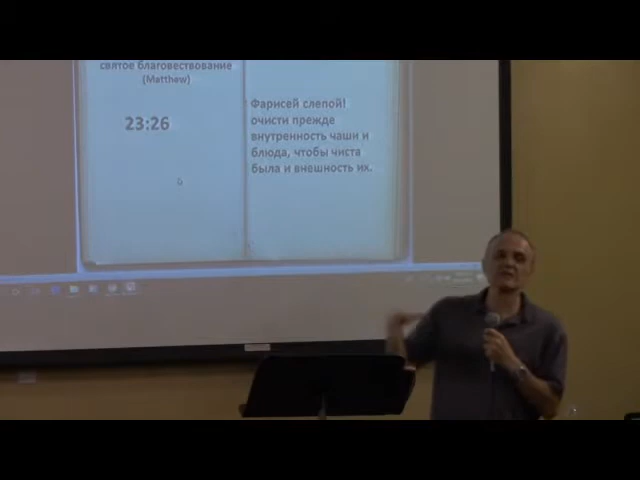 святое благовествование
(Matthew)
23:26
Фарисей слепой!
очисти прежде
внутренность чаши и
блюда, чтобы чиста
была и внешность их.